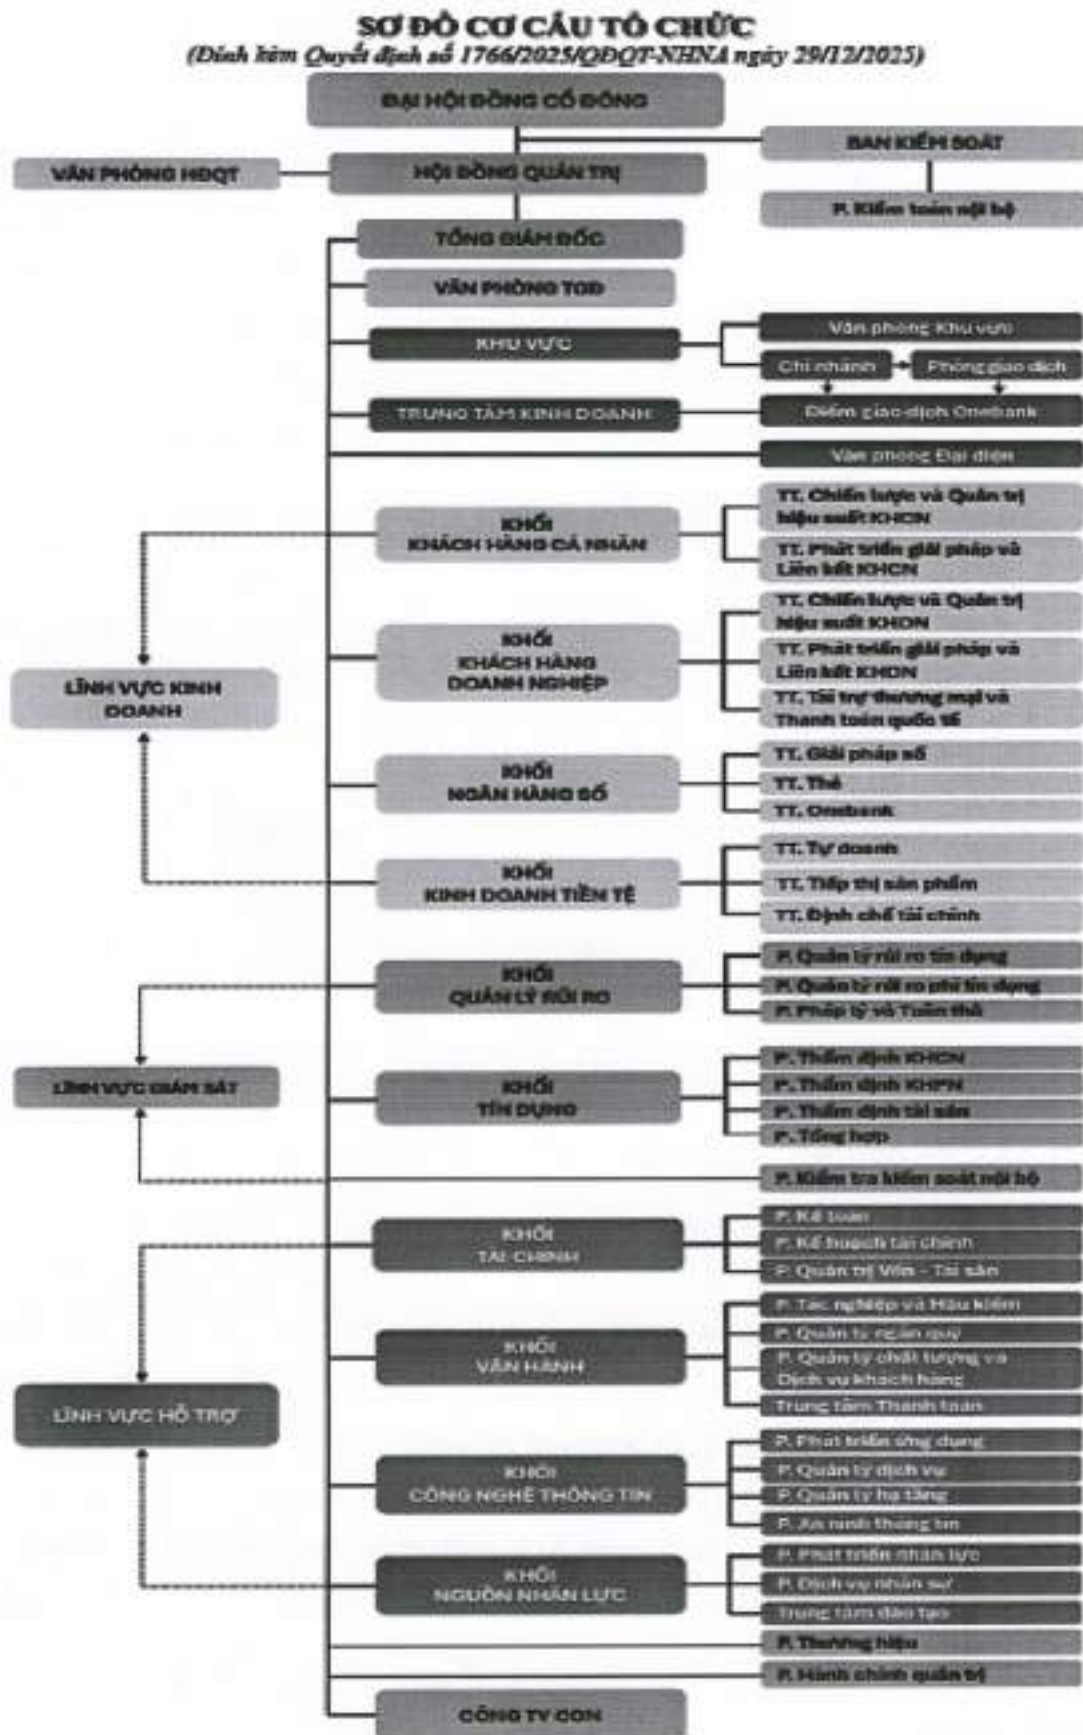 SƠ ĐỒ CƠ CẤU TỔ CHỨC
(Đính kèm Quyết định số 1766/2025/QĐQT-NHNA ngày 29/12/2025)
ĐẠI HỘI ĐỒNG CỔ ĐÔNG
BAN KIỂM SOÁT
VĂN PHÒNG HĐQT
HỘI ĐỒNG QUẢN TRỊ
P. Kiểm toán nội bộ
TỔNG GIÁM ĐỐC
VĂN PHÒNG TGĐ
KHU VỰC
Văn phòng Khu vực
Chi nhánh
Phòng giao dịch
TRUNG TÂM KINH DOANH
Điểm giao dịch Onebank
Văn phòng Đại diện
KHỐI
KHÁCH HÀNG CÁ NHÂN
TT. Chiến lược và Quản trị
hiệu suất KHCN
TT. Phát triển giải pháp và
Liên kết KHCN
KHỐI
KHÁCH HÀNG
DOANH NGHIỆP
TT. Chiến lược và Quản trị
hiệu suất KHDN
TT. Phát triển giải pháp và
Liên kết KHDN
TT. Tài trợ thương mại và
Thanh toán quốc tế
LĨNH VỰC KINH
DOANH
KHỐI
NGÂN HÀNG SỐ
TT. Giải pháp số
TT. Thẻ
TT. Onebank
KHỐI
KINH DOANH TIỀN TỆ
TT. Tự doanh
TT. Tiếp thị sản phẩm
TT. Định chế tài chính
KHỐI
QUẢN LÝ RỦI RO
P. Quản lý rủi ro tín dụng
P. Quản lý rủi ro phi tín dụng
P. Pháp lý và Tuân thủ
LĨNH VỰC GIÁM SÁT
KHỐI
TÍN DỤNG
P. Thẩm định KHCN
P. Thẩm định KHPN
P. Thẩm định tài sản
P. Tổng hợp
P. Kiểm tra kiểm soát nội bộ
KHỐI
TÀI CHÍNH
P. Kế toán
P. Kế hoạch tài chính
P. Quản trị Vốn - Tài sản
KHỐI
VẬN HÀNH
P. Tác nghiệp và Hậu kiểm
P. Quản lý ngân quỹ
P. Quản lý chất lượng và
Dịch vụ khách hàng
Trung tâm Thanh toán
LĨNH VỰC HỖ TRỢ
KHỐI
CÔNG NGHỆ THÔNG TIN
P. Phát triển ứng dụng
P. Quản lý dịch vụ
P. Quản lý hạ tầng
P. An ninh thông tin
KHỐI
NGUỒN NHÂN LỰC
P. Phát triển nhân lực
P. Dịch vụ nhân sự
Trung tâm đào tạo
P. Thương hiệu
P. Hành chính quản trị
CÔNG TY CON